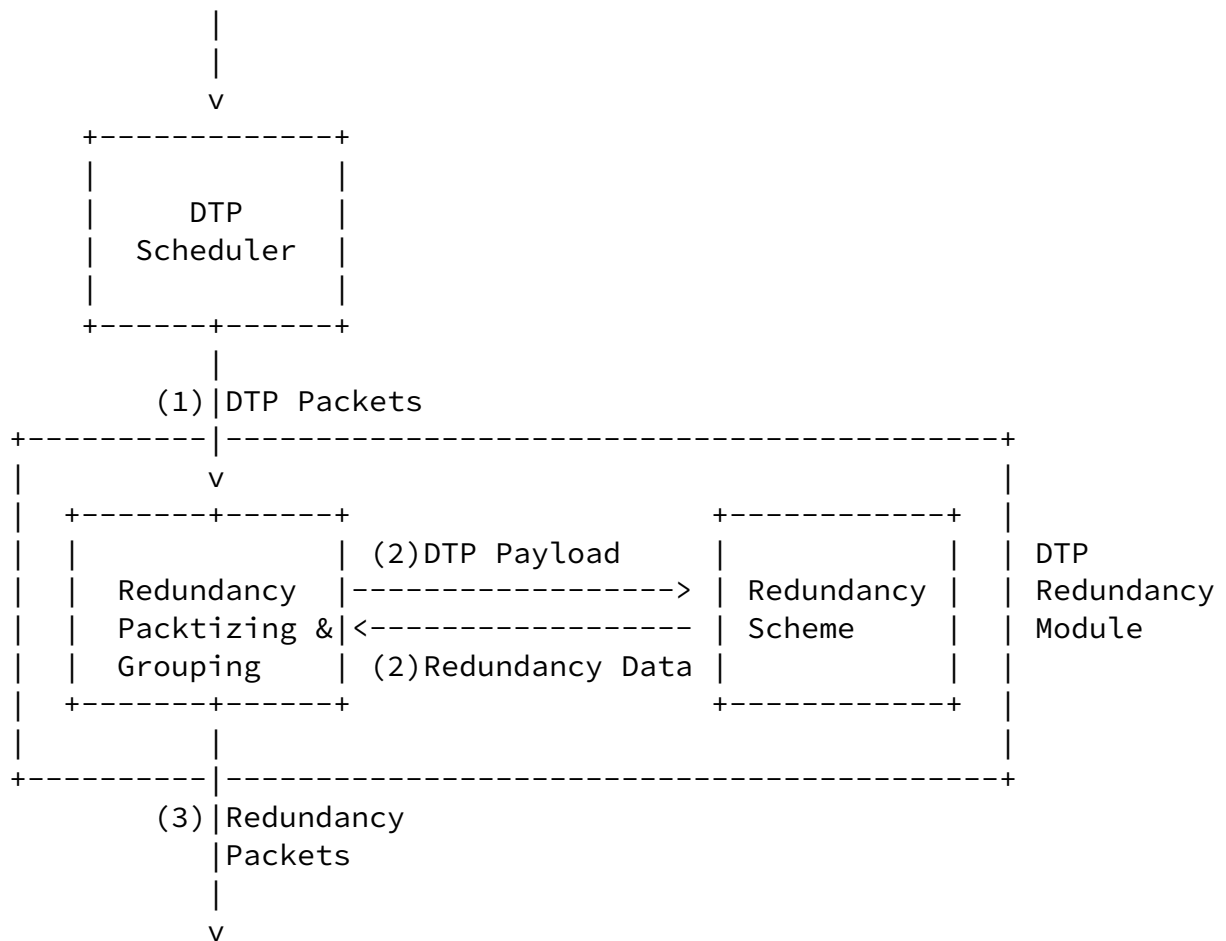 DTP
Scheduler
(1) DTP Packets
(2)DTP Payload
DTP
Redundancy
Redundancy
Redundancy
Packtizing &
Scheme
Module
Grouping
(2)Redundancy Data
(3) Redundancy
Packets